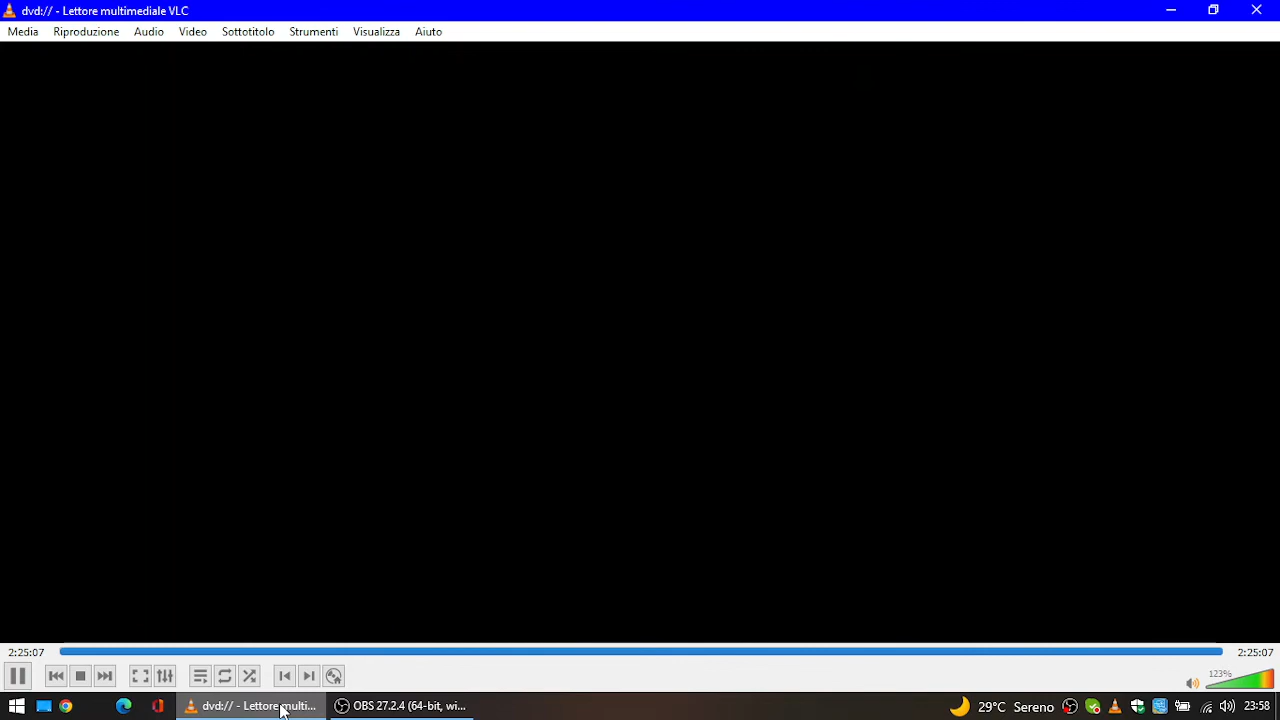 dvd:// - Lettore multimediale VLC
Media Riproduzione Audio Video Sottotitolo Strumenti Visualizza Aiuto
2:25:07 2:25:07
123%
dvd:// - Lettore multi... OBS 27.2.4 (64-bit, wi... 29°C Sereno 23:58